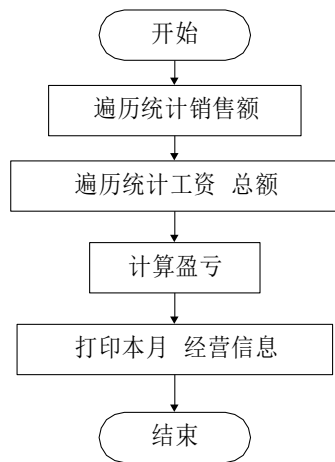 开始
遍历统计销售额
遍历统计工资 总额
计算盈亏
打印本月 经营信息
结束